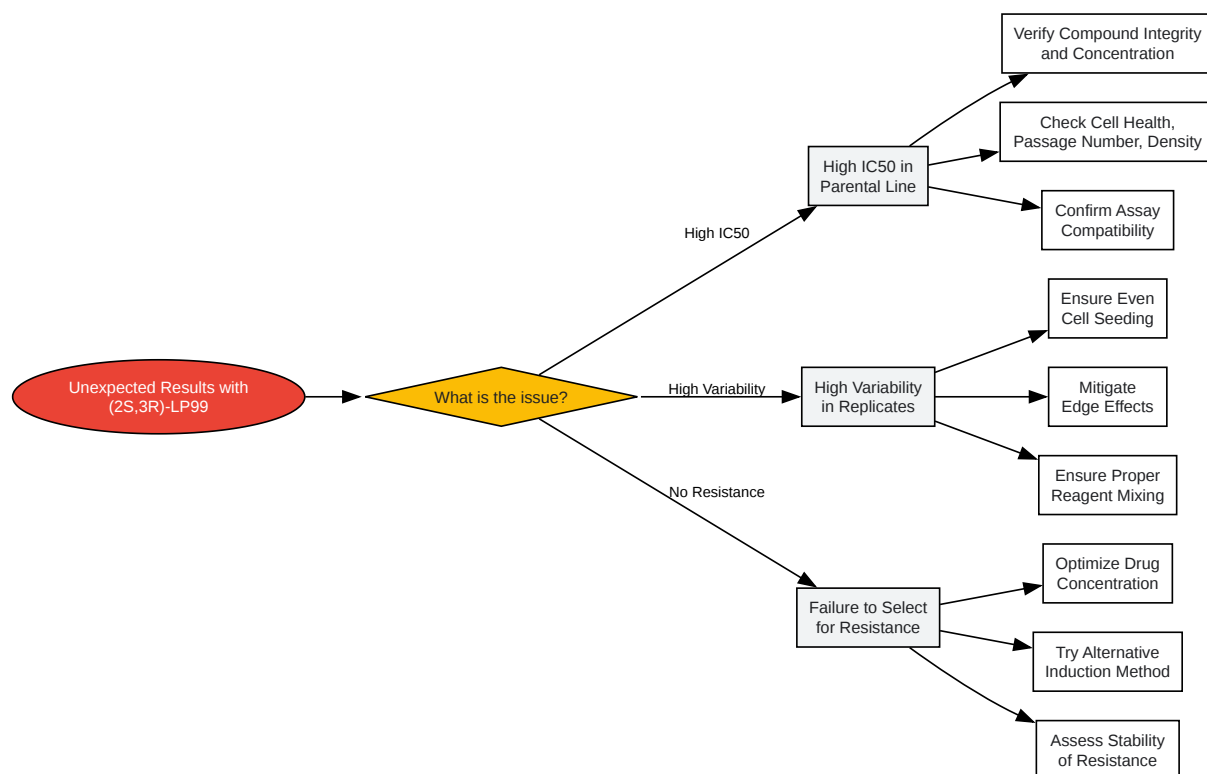 Unexpected Results with
(2S,3R)-LP99
What is the issue?
High IC50
High Variability
No Resistance
High IC50 in
Parental Line
Verify Compound Integrity
and Concentration
Check Cell Health,
Passage Number, Density
Confirm Assay
Compatibility
High Variability
in Replicates
Ensure Even
Cell Seeding
Mitigate
Edge Effects
Ensure Proper
Reagent Mixing
Failure to Select
for Resistance
Optimize Drug
Concentration
Try Alternative
Induction Method
Assess Stability
of Resistance